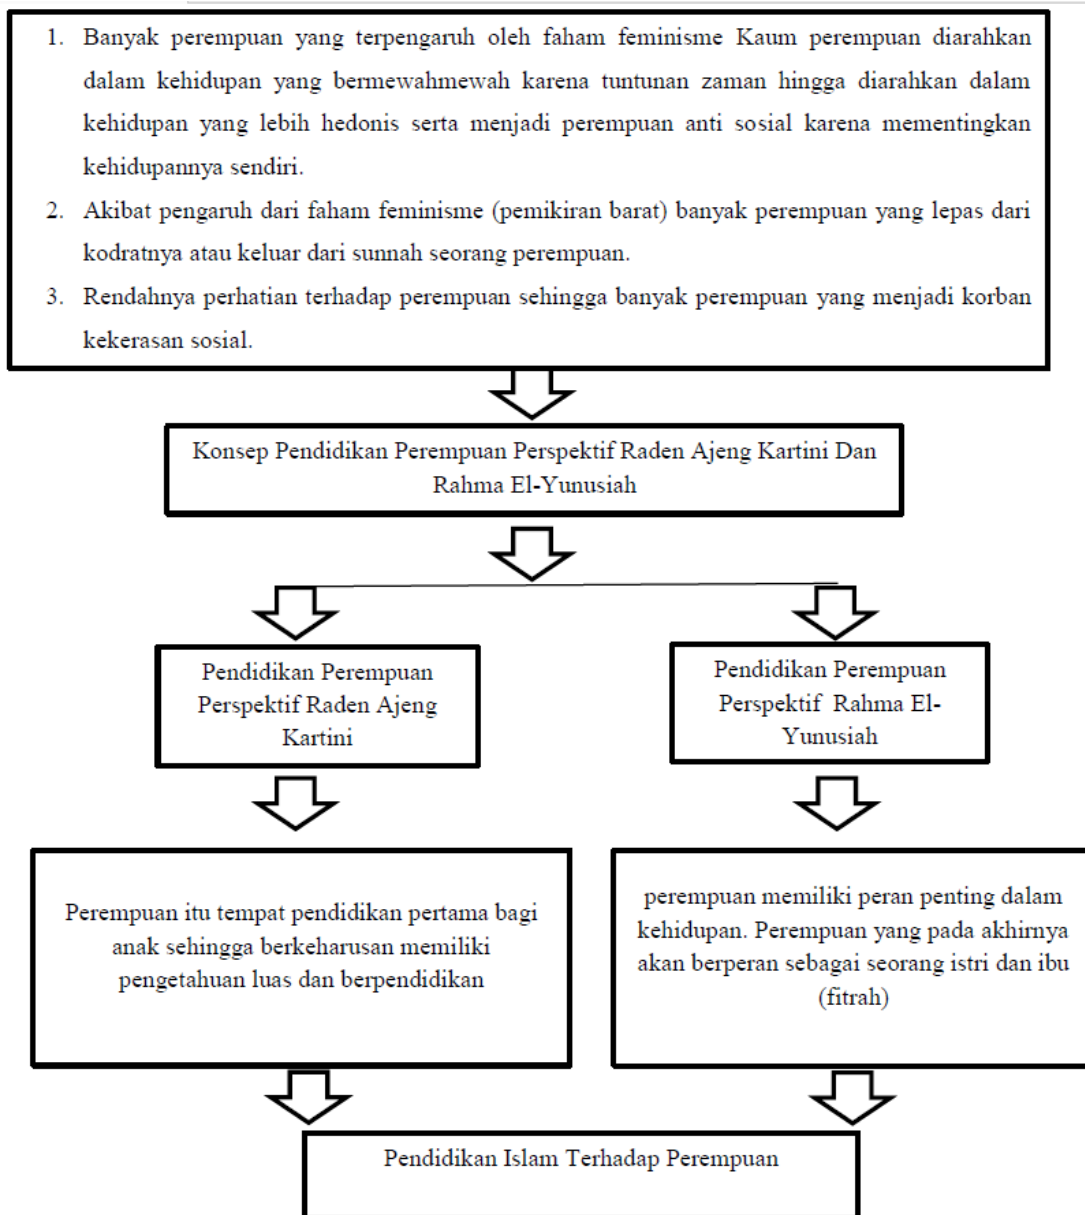 1. Banyak perempuan yang terpengaruh oleh faham feminisme Kaum perempuan diarahkan
dalam kehidupan yang bermewahmewah karena tuntunan zaman hingga diarahkan dalam
kehidupan yang lebih hedonis serta menjadi perempuan anti sosial karena mementingkan
kehidupannya sendiri.
2. Akibat pengaruh dari faham feminisme (pemikiran barat) banyak perempuan yang lepas dari
kodratnya atau keluar dari sunnah seorang perempuan.
3. Rendahnya perhatian terhadap perempuan sehingga banyak perempuan yang menjadi korban
kekerasan sosial.
Konsep Pendidikan Perempuan Perspektif Raden Ajeng Kartini Dan
Rahma El-Yunusiah
Pendidikan Perempuan
Perspektif Raden Ajeng
Kartini
Pendidikan Perempuan
Perspektif Rahma El-
Yunusiah
Perempuan itu tempat pendidikan pertama bagi
anak sehingga berkeharusan memiliki
pengetahuan luas dan berpendidikan
perempuan memiliki peran penting dalam
kehidupan. Perempuan yang pada akhirnya
akan berperan sebagai seorang istri dan ibu
(fitrah)
Pendidikan Islam Terhadap Perempuan